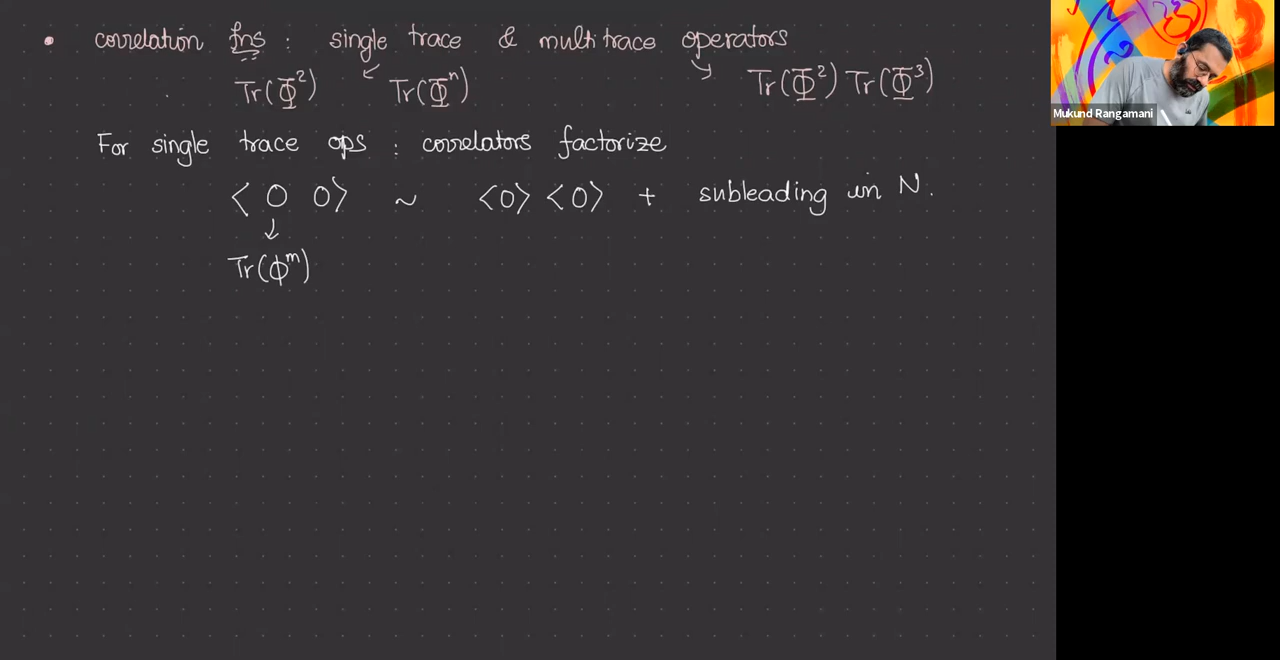 • correlation fns : single trace & multitrace operators
Tr(Φ²) Tr(Φⁿ) Tr(Φ²) Tr(Φ³)
For single trace ops : correlators factorize
<O O> ~ <O> <O> + subleading in N.
↓
Tr(ϕᵐ)
Mukund Rangamani